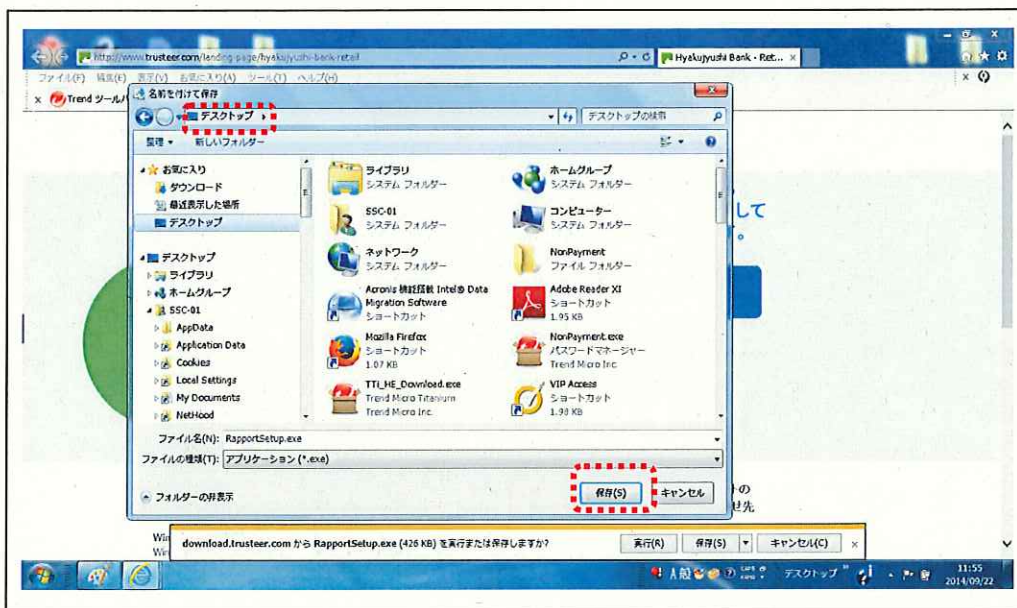 http://www.trusteer.com/landing-page/hyakujyushi-bank-retail
Hyakujyushi Bank - Ret... ×
ファイル(F) 編集(E) 表示(V) お気に入り(A) ツール(T) ヘルプ(H)
× Trend ツールバ
名前を付けて保存
デスクトップ
デスクトップの検索
整理 新しいフォルダー
お気に入り
ダウンロード
最近表示した場所
デスクトップ
デスクトップ
ライブラリ
ホームグループ
SSC-01
AppData
Application Data
Cookies
Local Settings
My Documents
NetHood
ライブラリ
システム フォルダー
ホームグループ
システム フォルダー
SSC-01
システム フォルダー
コンピューター
システム フォルダー
ネットワーク
システム フォルダー
NonPayment
ファイル フォルダー
Acronis 機能搭載 Intel® Data
Migration Software
ショートカット
Adobe Reader XI
ショートカット
1.95 KB
Mozilla Firefox
ショートカット
1.07 KB
NonPayment.exe
パスワードマネージャー
Trend Micro Inc.
TTi_HE_Download.exe
Trend Micro Titanium
Trend Micro Inc.
VIP Access
ショートカット
1.98 KB
ファイル名(N): RapportSetup.exe
ファイルの種類(T): アプリケーション (*.exe)
フォルダーの非表示
保存(S) キャンセル
して
。
トの
せ先
Win
Win
download.trusteer.com から RapportSetup.exe (426 KB) を実行または保存しますか?
実行(R) 保存(S) キャンセル(C) ×
A 般
CAPS
KANA
デスクトップ
11:55
2014/09/22